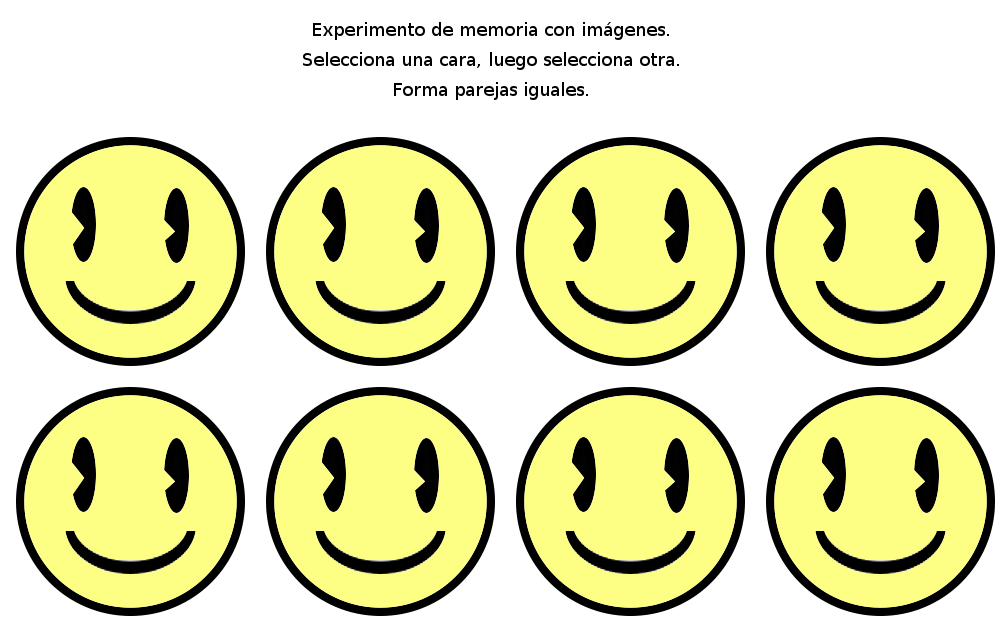 Experimento de memoria con imágenes.
Selecciona una cara, luego selecciona otra.
Forma parejas iguales.